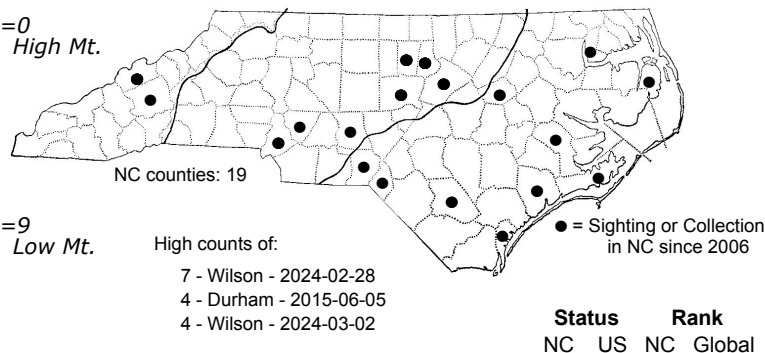 =0
High Mt.
NC counties: 19
=9
Low Mt.
● = Sighting or Collection
in NC since 2006
High counts of:
7 - Wilson - 2024-02-28
4 - Durham - 2015-06-05
4 - Wilson - 2024-03-02
Status Rank
NC US NC Global